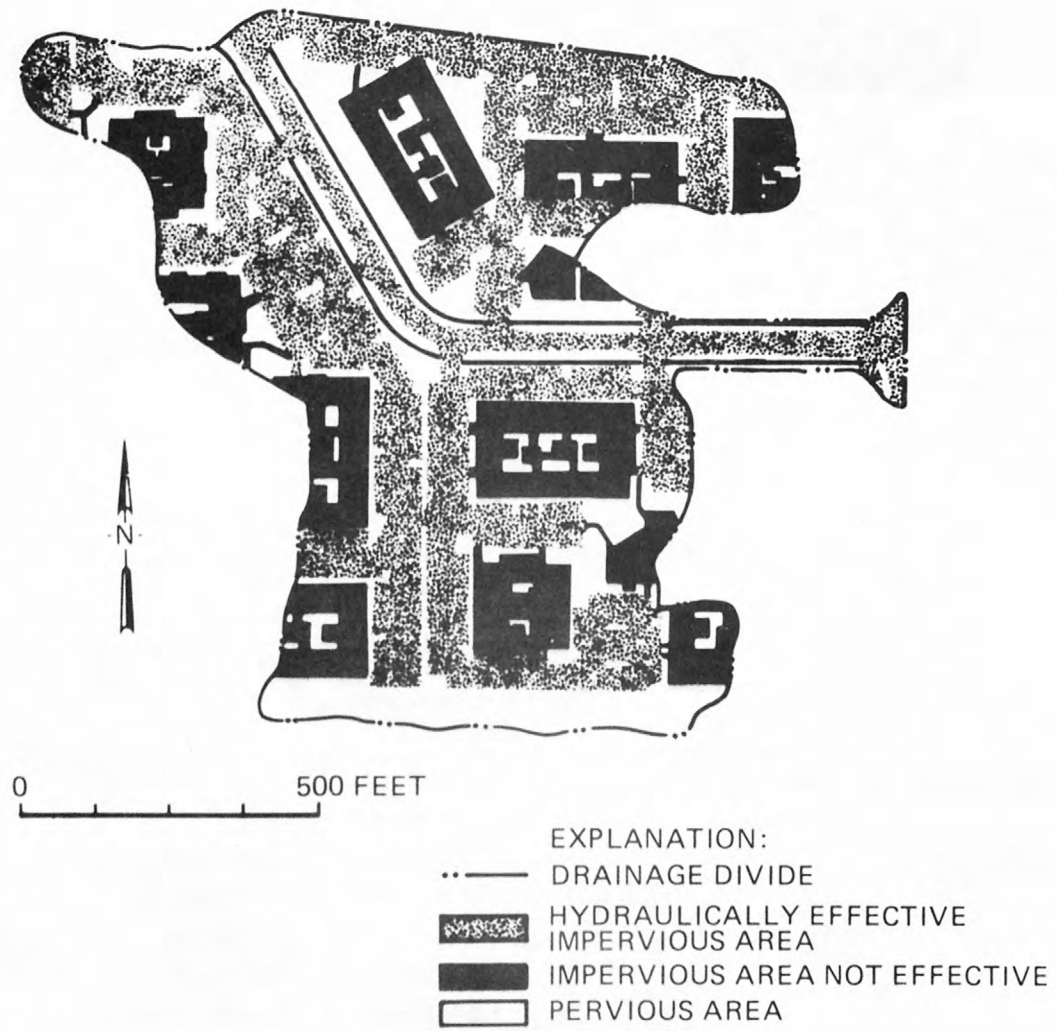 N
0 500 FEET
EXPLANATION:
DRAINAGE DIVIDE
HYDRAULICALLY EFFECTIVE
IMPERVIOUS AREA
IMPERVIOUS AREA NOT EFFECTIVE
PERVIOUS AREA